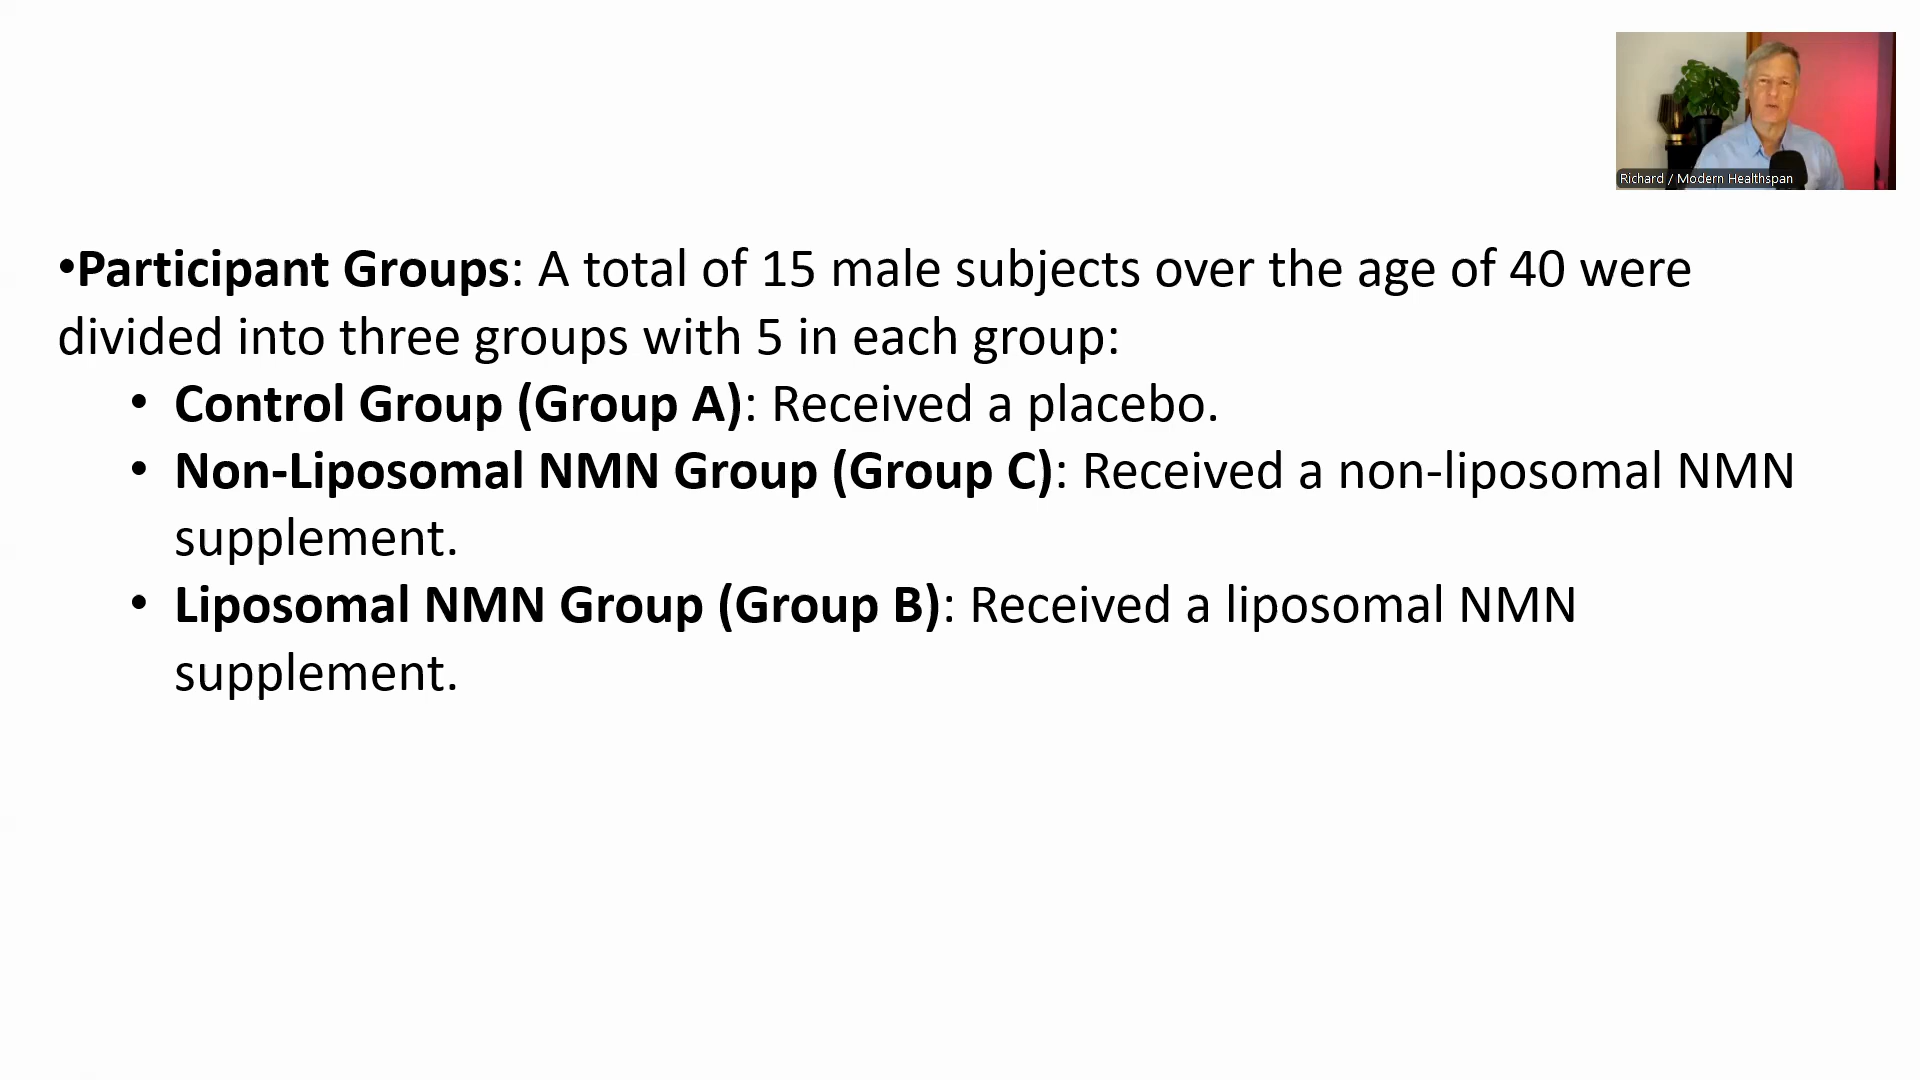 Richard / Modern Healthspan
•Participant Groups: A total of 15 male subjects over the age of 40 were
divided into three groups with 5 in each group:
• Control Group (Group A): Received a placebo.
• Non-Liposomal NMN Group (Group C): Received a non-liposomal NMN
supplement.
• Liposomal NMN Group (Group B): Received a liposomal NMN
supplement.